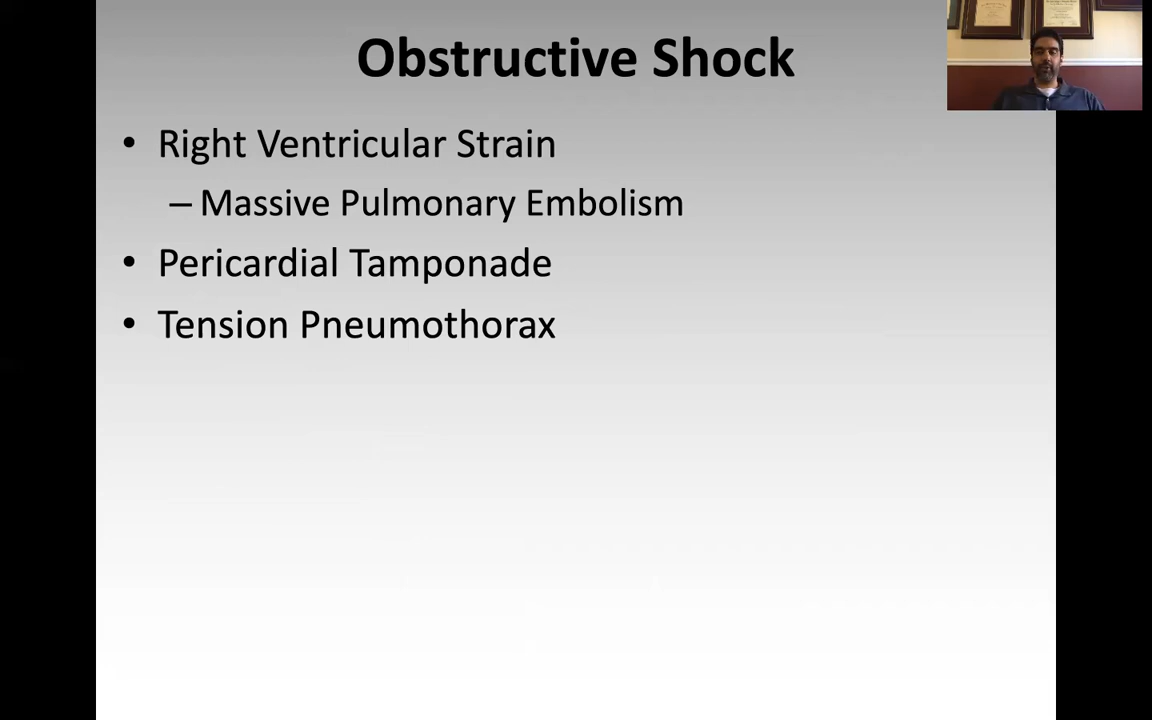 Obstructive Shock
• Right Ventricular Strain
– Massive Pulmonary Embolism
• Pericardial Tamponade
• Tension Pneumothorax